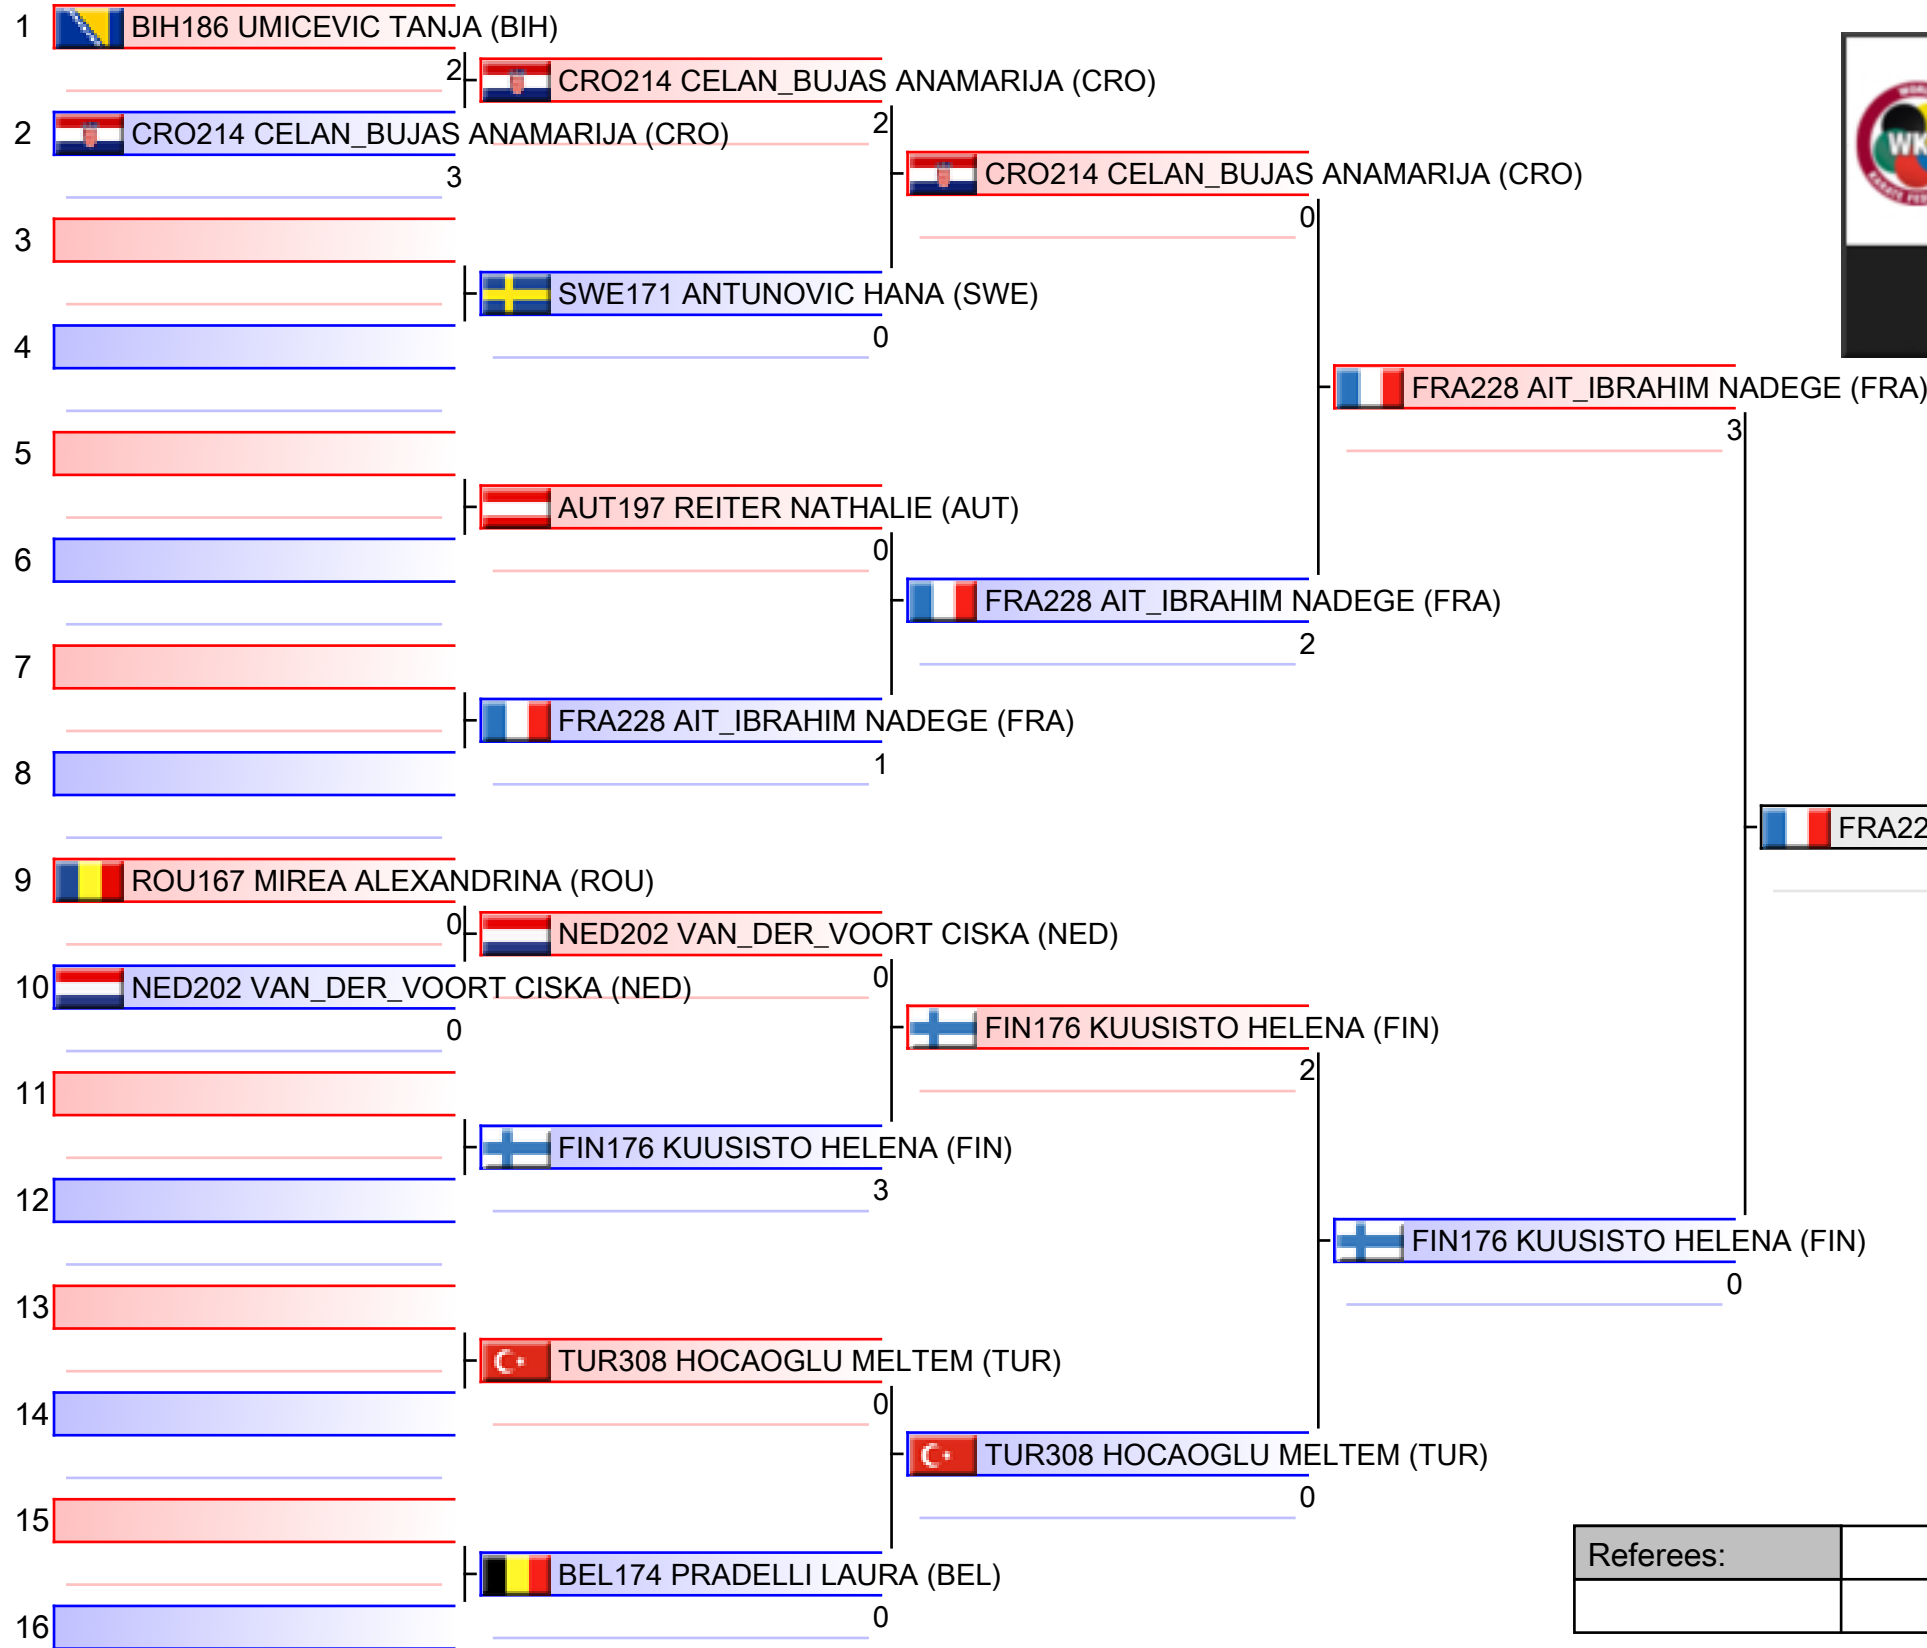 1 BIH186 UMICEVIC TANJA (BIH)
2 CRO214 CELAN_BUJAS ANAMARIJA (CRO)
2 CRO214 CELAN_BUJAS ANAMARIJA (CRO)
2
3
CRO214 CELAN_BUJAS ANAMARIJA (CRO)
0
3
SWE171 ANTUNOVIC HANA (SWE)
0
4
FRA228 AIT_IBRAHIM NADEGE (FRA)
3
5
AUT197 REITER NATHALIE (AUT)
0
6
FRA228 AIT_IBRAHIM NADEGE (FRA)
2
7
FRA228 AIT_IBRAHIM NADEGE (FRA)
1
8
FRA22
9 ROU167 MIREA ALEXANDRINA (ROU)
0 NED202 VAN_DER_VOORT CISKA (NED)
0
10 NED202 VAN_DER_VOORT CISKA (NED)
0
FIN176 KUUSISTO HELENA (FIN)
2
11
FIN176 KUUSISTO HELENA (FIN)
3
12
FIN176 KUUSISTO HELENA (FIN)
0
13
TUR308 HOCAOGLU MELTEM (TUR)
0
14
TUR308 HOCAOGLU MELTEM (TUR)
0
15
BEL174 PRADELLI LAURA (BEL)
0
16
Referees: